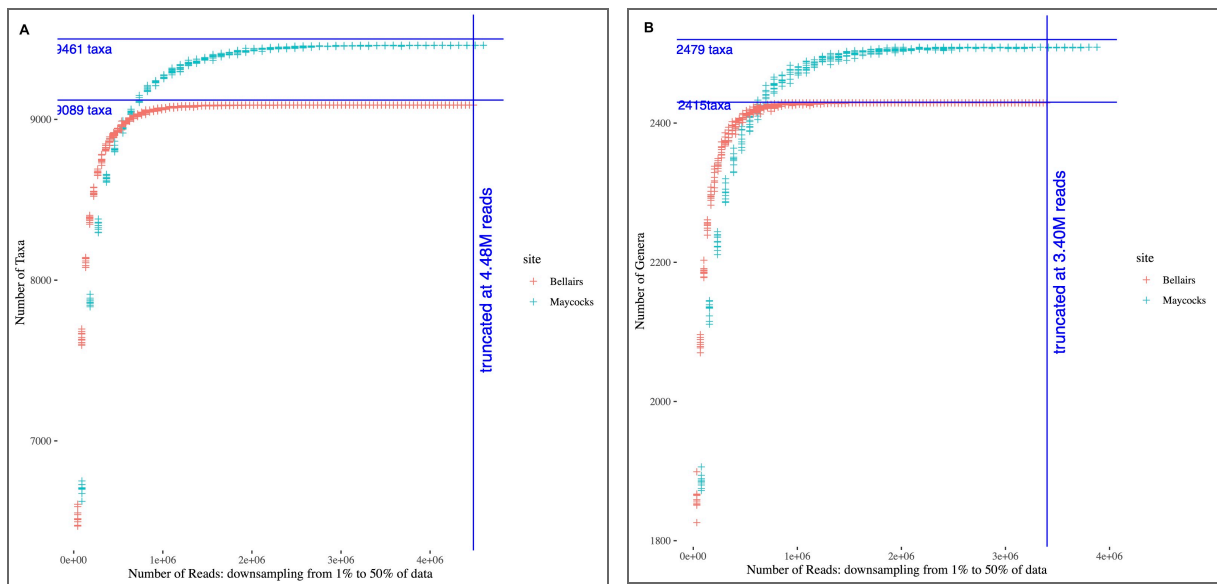 A
9461 taxa
9089 taxa
9000
8000
7000
Number of Taxa
0e+00
1e+06
2e+06
3e+06
4e+06
Number of Reads: downsampling from 1% to 50% of data
truncated at 4.48M reads
site
Bellairs
Maycocks
B
2479 taxa
2415taxa
2400
2200
2000
1800
Number of Genera
0e+00
1e+06
2e+06
3e+06
4e+06
Number of Reads: downsampling from 1% to 50% of data
truncated at 3.40M reads
site
Bellairs
Maycocks